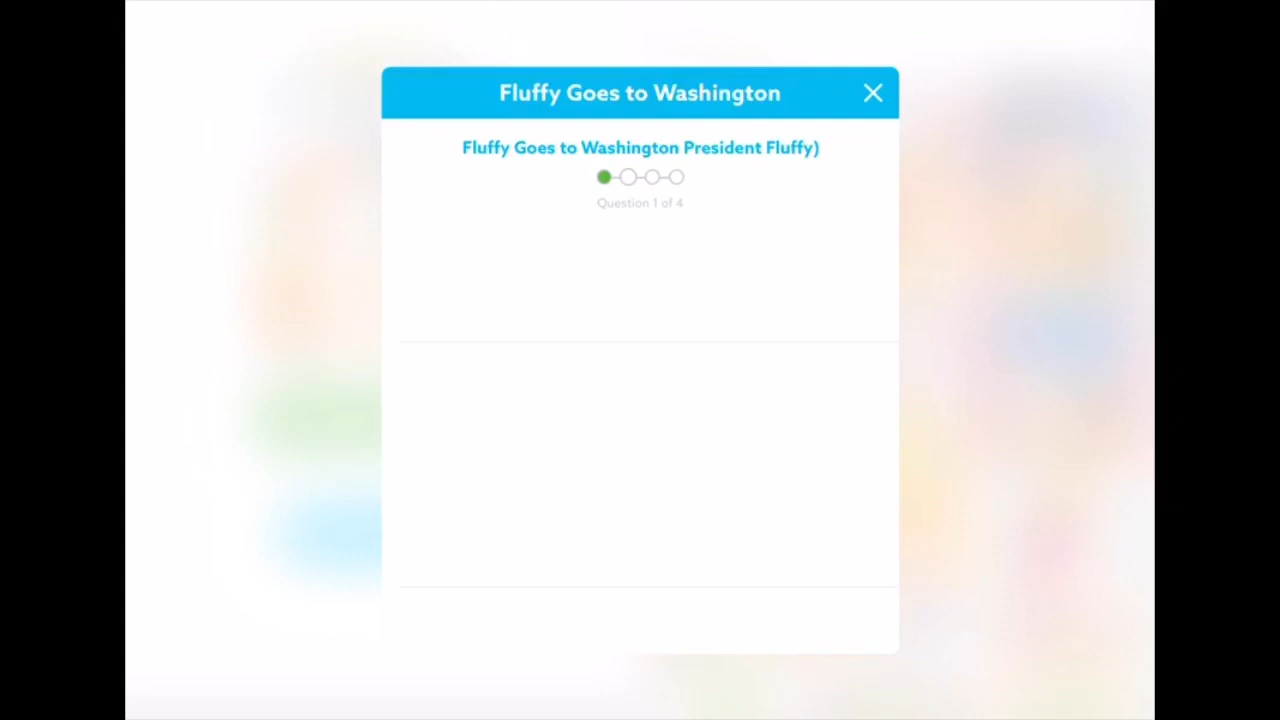 Fluffy Goes to Washington
Fluffy Goes to Washington President Fluffy)
Question 1 of 4